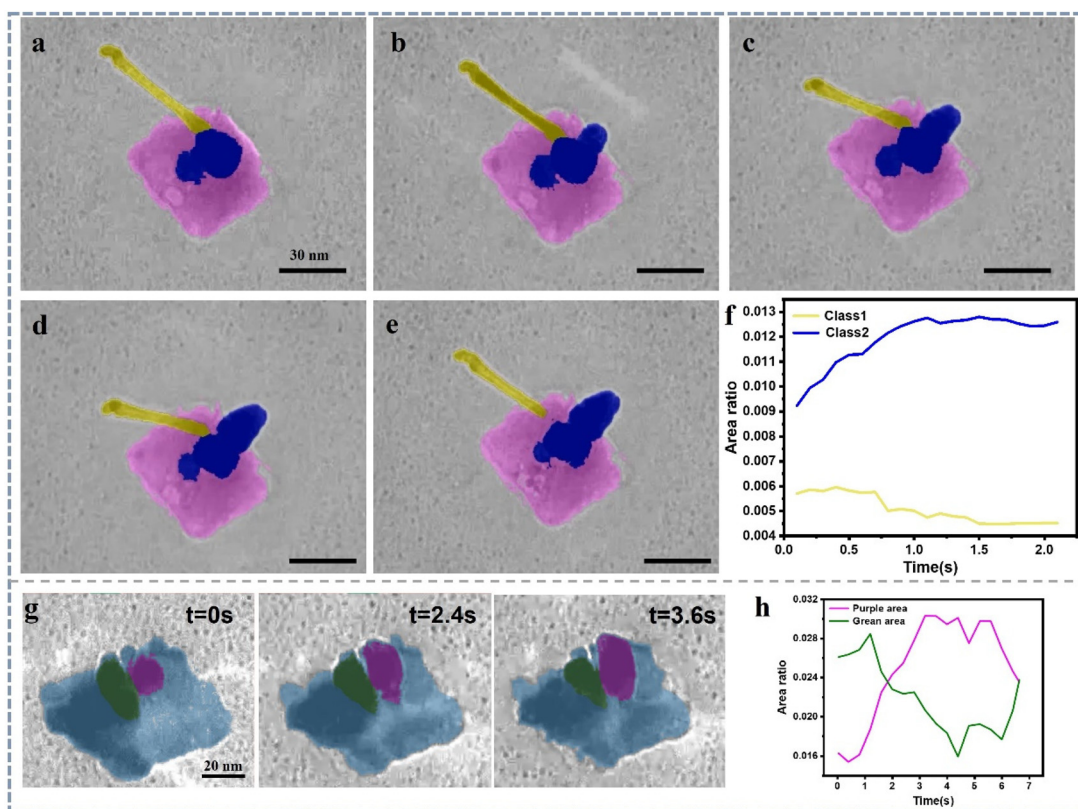 a
b
c
30 nm
d
e
f
Class1
Class2
0.013
0.012
0.011
0.010
0.009
0.008
0.007
0.006
0.005
0.004
Area ratio
0.0
0.5
1.0
1.5
2.0
Time(s)
g
t=0s
t=2.4s
t=3.6s
20 nm
h
Purple area
Grean area
0.032
0.028
0.024
0.020
0.016
Area ratio
0
1
2
3
4
5
6
7
Time(s)